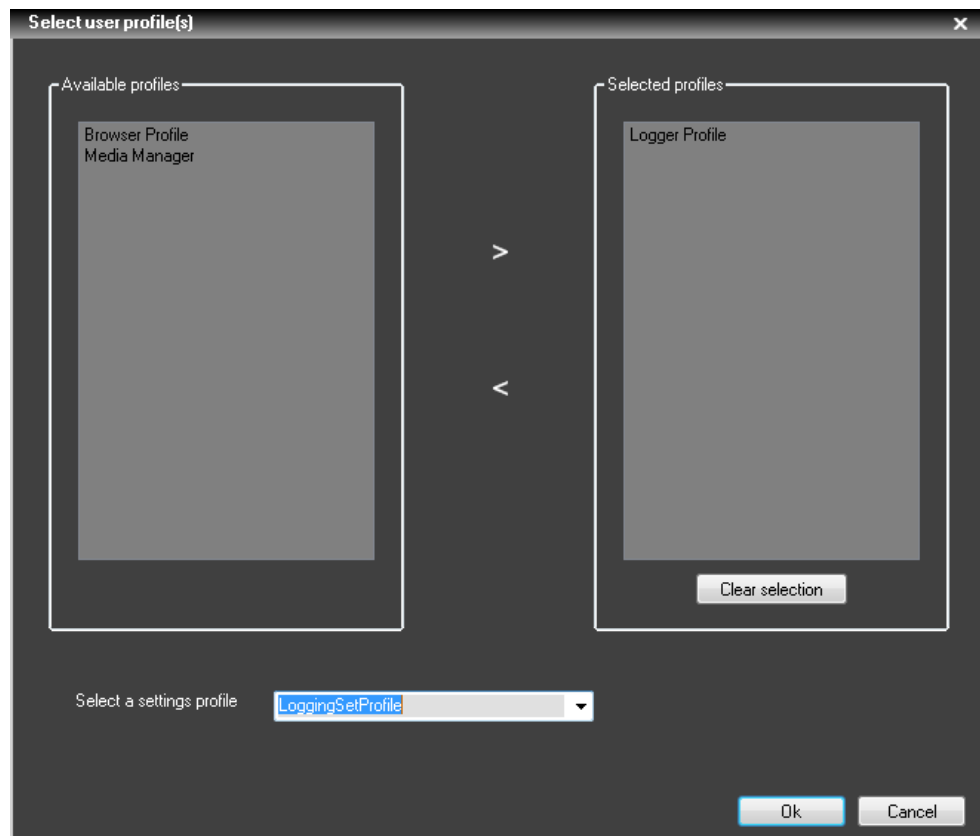 Select user profile(s)
Available profiles
Browser Profile
Media Manager
>
<
Selected profiles
Logger Profile
Clear selection
Select a settings profile
LoggingSetProfile
Ok
Cancel